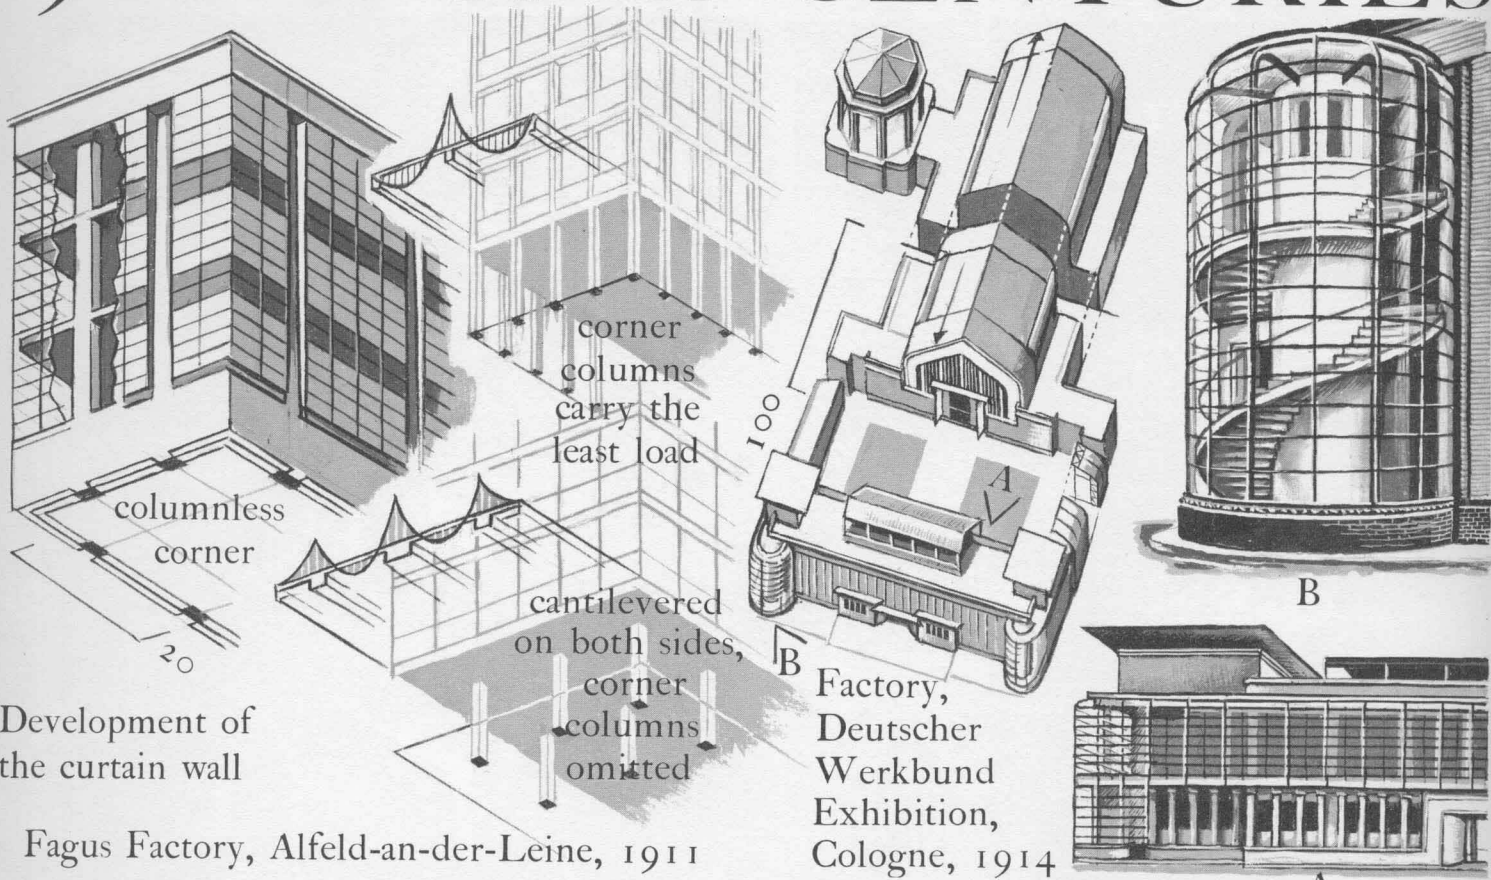 CENTURIES
corner
columns
carry the
least load
columnless
corner
20
cantilevered
on both sides,
corner
columns
omitted
Development of
the curtain wall
Fagus Factory, Alfeld-an-der-Leine, 1911
100
A
B
Factory,
Deutscher
Werkbund
Exhibition,
Cologne, 1914
B
A